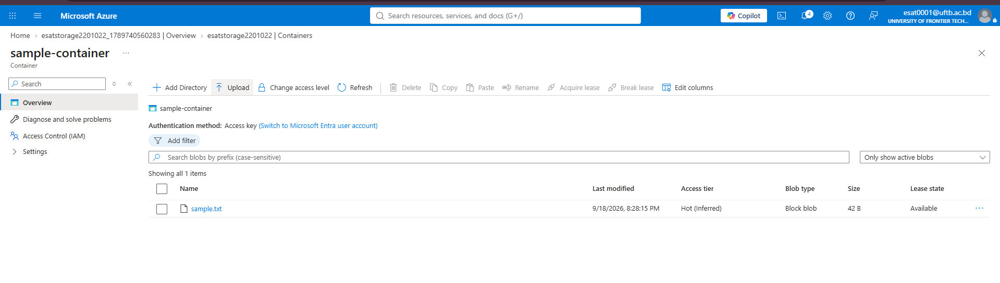 Microsoft Azure
Search resources, services, and docs (G+/)
Copilot
4
esat0001@uftb.ac.bd
UNIVERSITY OF FRONTIER TECH...
Home > esatstorage2201022_1789740560283 | Overview > esatstorage2201022 | Containers
sample-container ...
Container
Search
Overview
Diagnose and solve problems
Access Control (IAM)
Settings
Add Directory Upload Change access level Refresh Delete Copy Paste Rename Acquire lease Break lease Edit columns
sample-container
Authentication method: Access key (Switch to Microsoft Entra user account)
Add filter
Search blobs by prefix (case-sensitive)
Only show active blobs
Showing all 1 items
Name Last modified Access tier Blob type Size Lease state
sample.txt 9/18/2026, 8:28:15 PM Hot (Inferred) Block blob 42 B Available ...